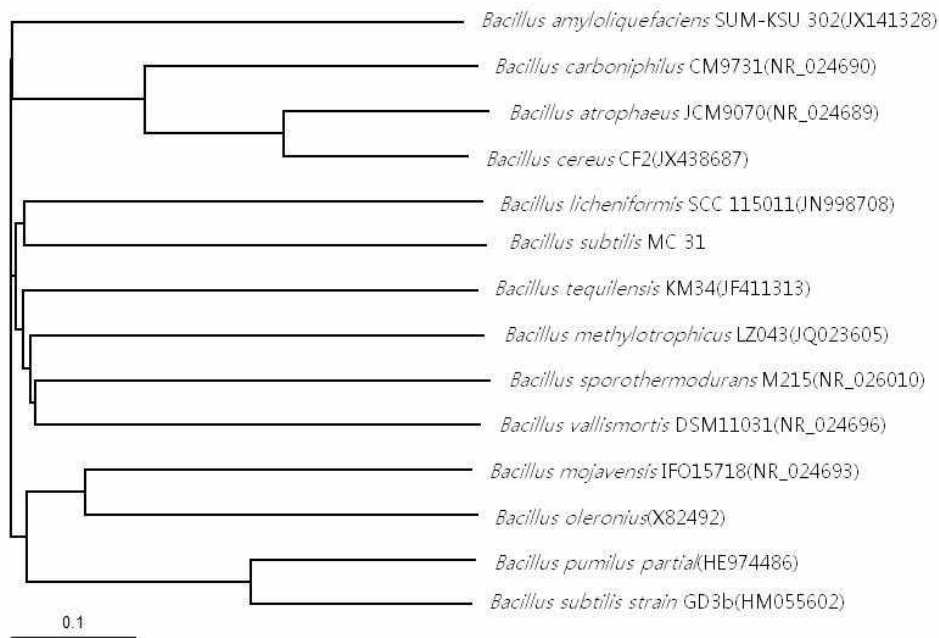 Bacillus amyloliquefaciens SUM-KSU 302(JX141328)
Bacillus carboniphilus CM9731(NR_024690)
Bacillus atrophaeus JCM9070(NR_024689)
Bacillus cereus CF2(JX438687)
Bacillus licheniformis SCC 115011(JN998708)
Bacillus subtilis MC 31
Bacillus tequilensis KM34(JF411313)
Bacillus methylotrophicus LZ043(JQ023605)
Bacillus sporothermodurans M215(NR_026010)
Bacillus vallismortis DSM11031(NR_024696)
Bacillus mojavensis IFO15718(NR_024693)
Bacillus oleronius(X82492)
Bacillus pumilus partial(HE974486)
Bacillus subtilis strain GD3b(HM055602)
0.1